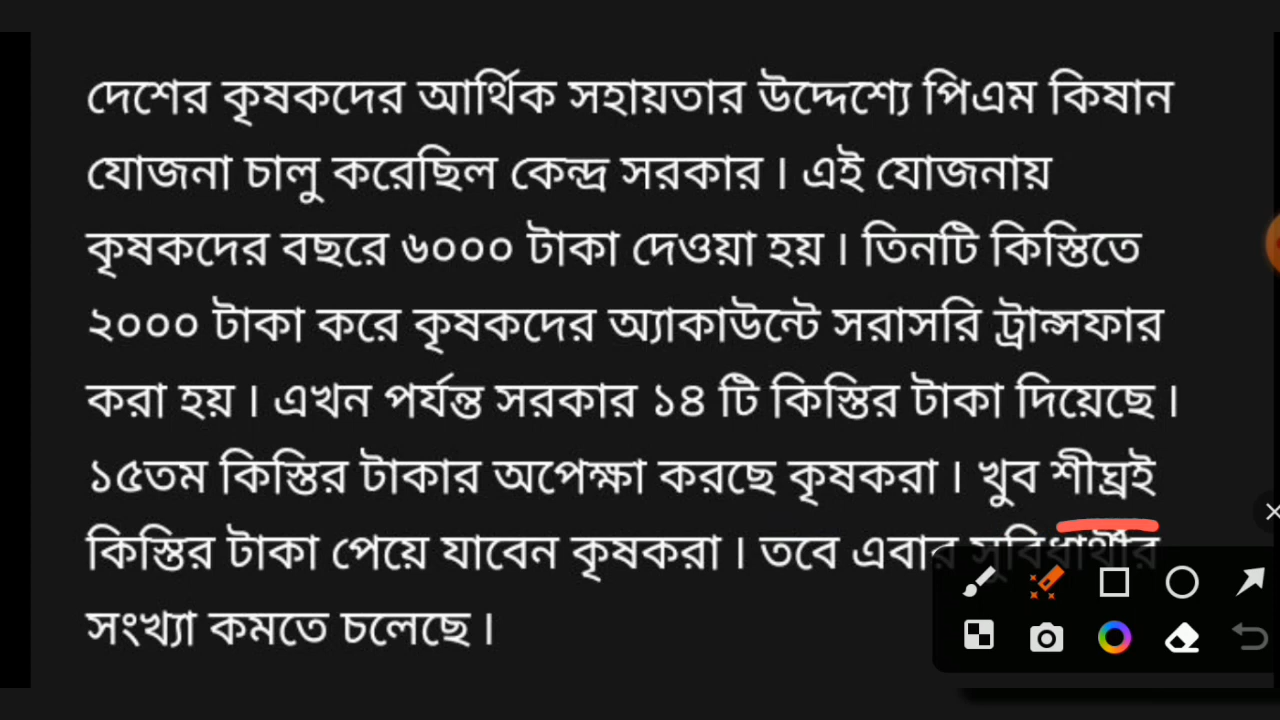 দেশের কৃষকদের আর্থিক সহায়তার উদ্দেশ্যে পিএম কিষান
যোজনা চালু করেছিল কেন্দ্র সরকার। এই যোজনায়
কৃষকদের বছরে ৬০০০ টাকা দেওয়া হয়। তিনটি কিস্তিতে
২০০০ টাকা করে কৃষকদের অ্যাকাউন্টে সরাসরি ট্রান্সফার
করা হয়। এখন পর্যন্ত সরকার ১৪ টি কিস্তির টাকা দিয়েছে।
১৫তম কিস্তির টাকার অপেক্ষা করছে কৃষকরা। খুব শীঘ্রই
কিস্তির টাকা পেয়ে যাবেন কৃষকরা। তবে এবার সুবিধার্থীর
সংখ্যা কমতে চলেছে।